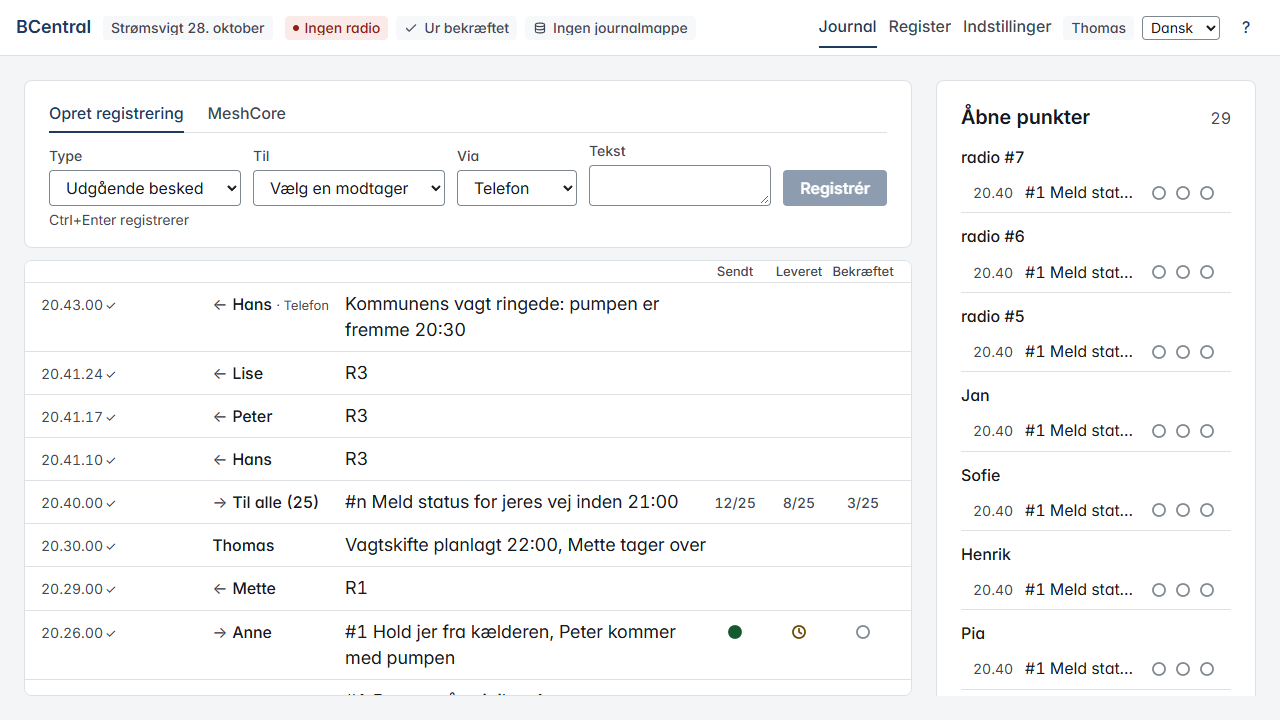 BCentral
Strømsvigt 28. oktober
Ingen radio
Ur bekræftet
Ingen journalmappe
Journal
Register
Indstillinger
Thomas
Dansk
?
Opret registrering
MeshCore
Type
Til
Via
Tekst
Udgående besked
Vælg en modtager
Telefon
Registrér
Ctrl+Enter registrerer
Sendt
Leveret
Bekræftet
20.43.00 ✓
← Hans · Telefon
Kommunens vagt ringede: pumpen er
fremme 20:30
20.41.24 ✓
← Lise
R3
20.41.17 ✓
← Peter
R3
20.41.10 ✓
← Hans
R3
20.40.00 ✓
→ Til alle (25)
#n Meld status for jeres vej inden 21:00
12/25
8/25
3/25
20.30.00 ✓
Thomas
Vagtskifte planlagt 22:00, Mette tager over
20.29.00 ✓
← Mette
R1
20.26.00 ✓
→ Anne
#1 Hold jer fra kælderen, Peter kommer
med pumpen
Åbne punkter
29
radio #7
20.40 #1 Meld stat...
radio #6
20.40 #1 Meld stat...
radio #5
20.40 #1 Meld stat...
Jan
20.40 #1 Meld stat...
Sofie
20.40 #1 Meld stat...
Henrik
20.40 #1 Meld stat...
Pia
20.40 #1 Meld stat...